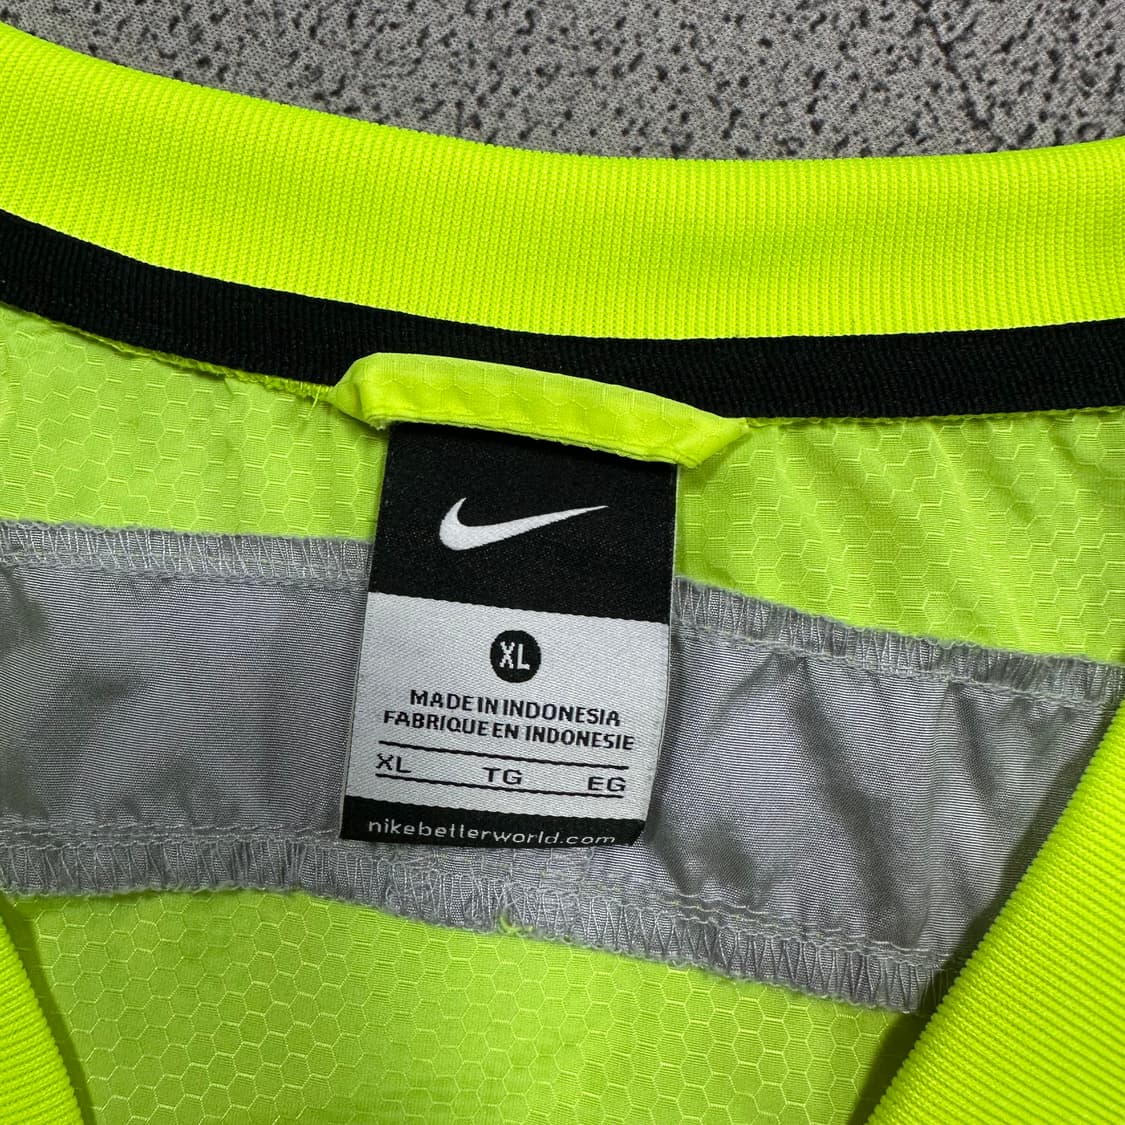 XL
MADE IN INDONESIA
FABRIQUE EN INDONESIE
XL TG EG
nikebetterworld.com